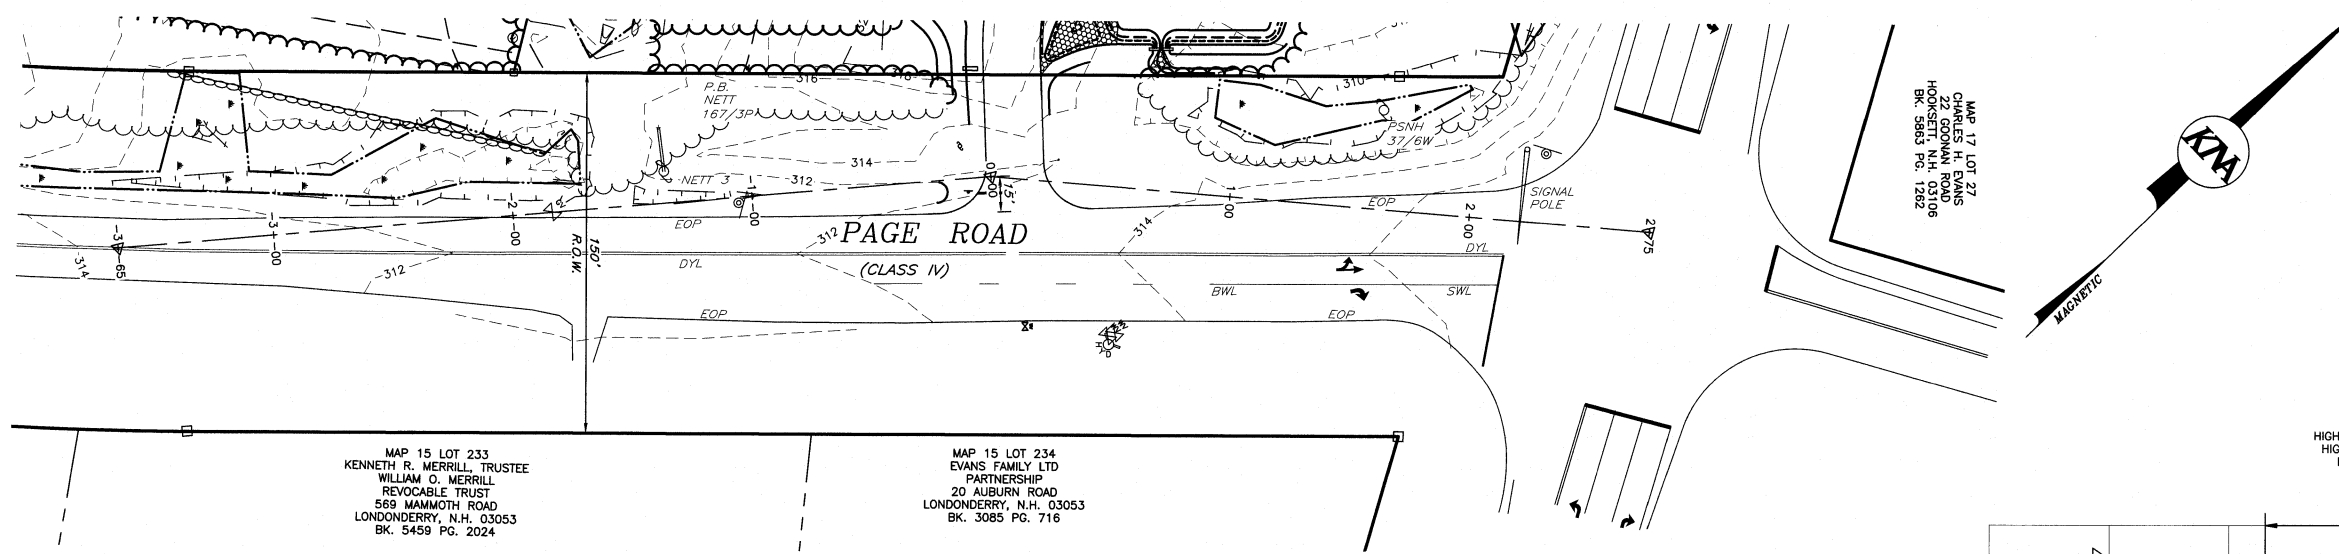 316
310
P.B.
NETT
167/3P
PSNH
37/6W
314
NETT 3
312
0
00
15'
1
00
1
00
2
00
2
00
3
00
-3
-65
2
75
SIGNAL
POLE
EOP
EOP
PAGE ROAD
(CLASS IV)
150'
R.O.W.
312
314
314
312
DYL
DYL
BWL
SWL
EOP
EOP
HYD
MAP 17 LOT 27
CHARLES H. EVANS
22 GOONAN ROAD
HOOKSETT, N.H. 03106
BK. 5863 PG. 1262
KNA
MAGNETIC
MAP 15 LOT 233
KENNETH R. MERRILL, TRUSTEE
WILLIAM O. MERRILL
REVOCABLE TRUST
569 MAMMOTH ROAD
LONDONDERRY, N.H. 03053
BK. 5459 PG. 2024
MAP 15 LOT 234
EVANS FAMILY LTD
PARTNERSHIP
20 AUBURN ROAD
LONDONDERRY, N.H. 03053
BK. 3085 PG. 716
HIGH
HIG